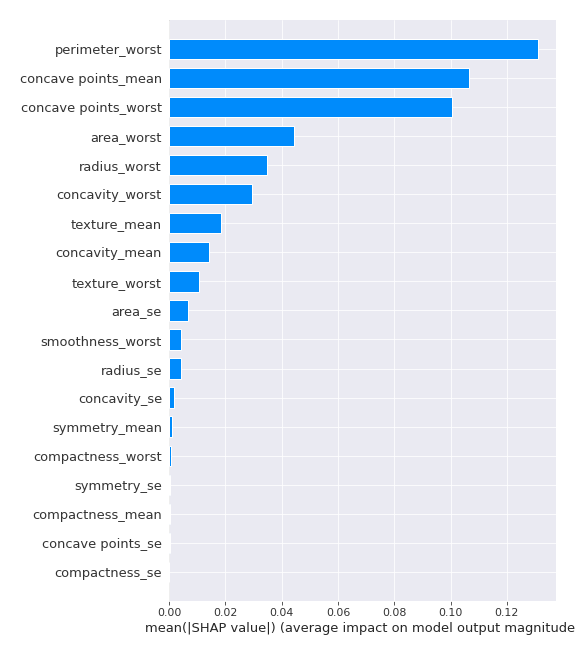 perimeter_worst
concave points_mean
concave points_worst
area_worst
radius_worst
concavity_worst
texture_mean
concavity_mean
texture_worst
area_se
smoothness_worst
radius_se
concavity_se
symmetry_mean
compactness_worst
symmetry_se
compactness_mean
concave points_se
compactness_se
0.00 0.02 0.04 0.06 0.08 0.10 0.12
mean(|SHAP value|) (average impact on model output magnitude